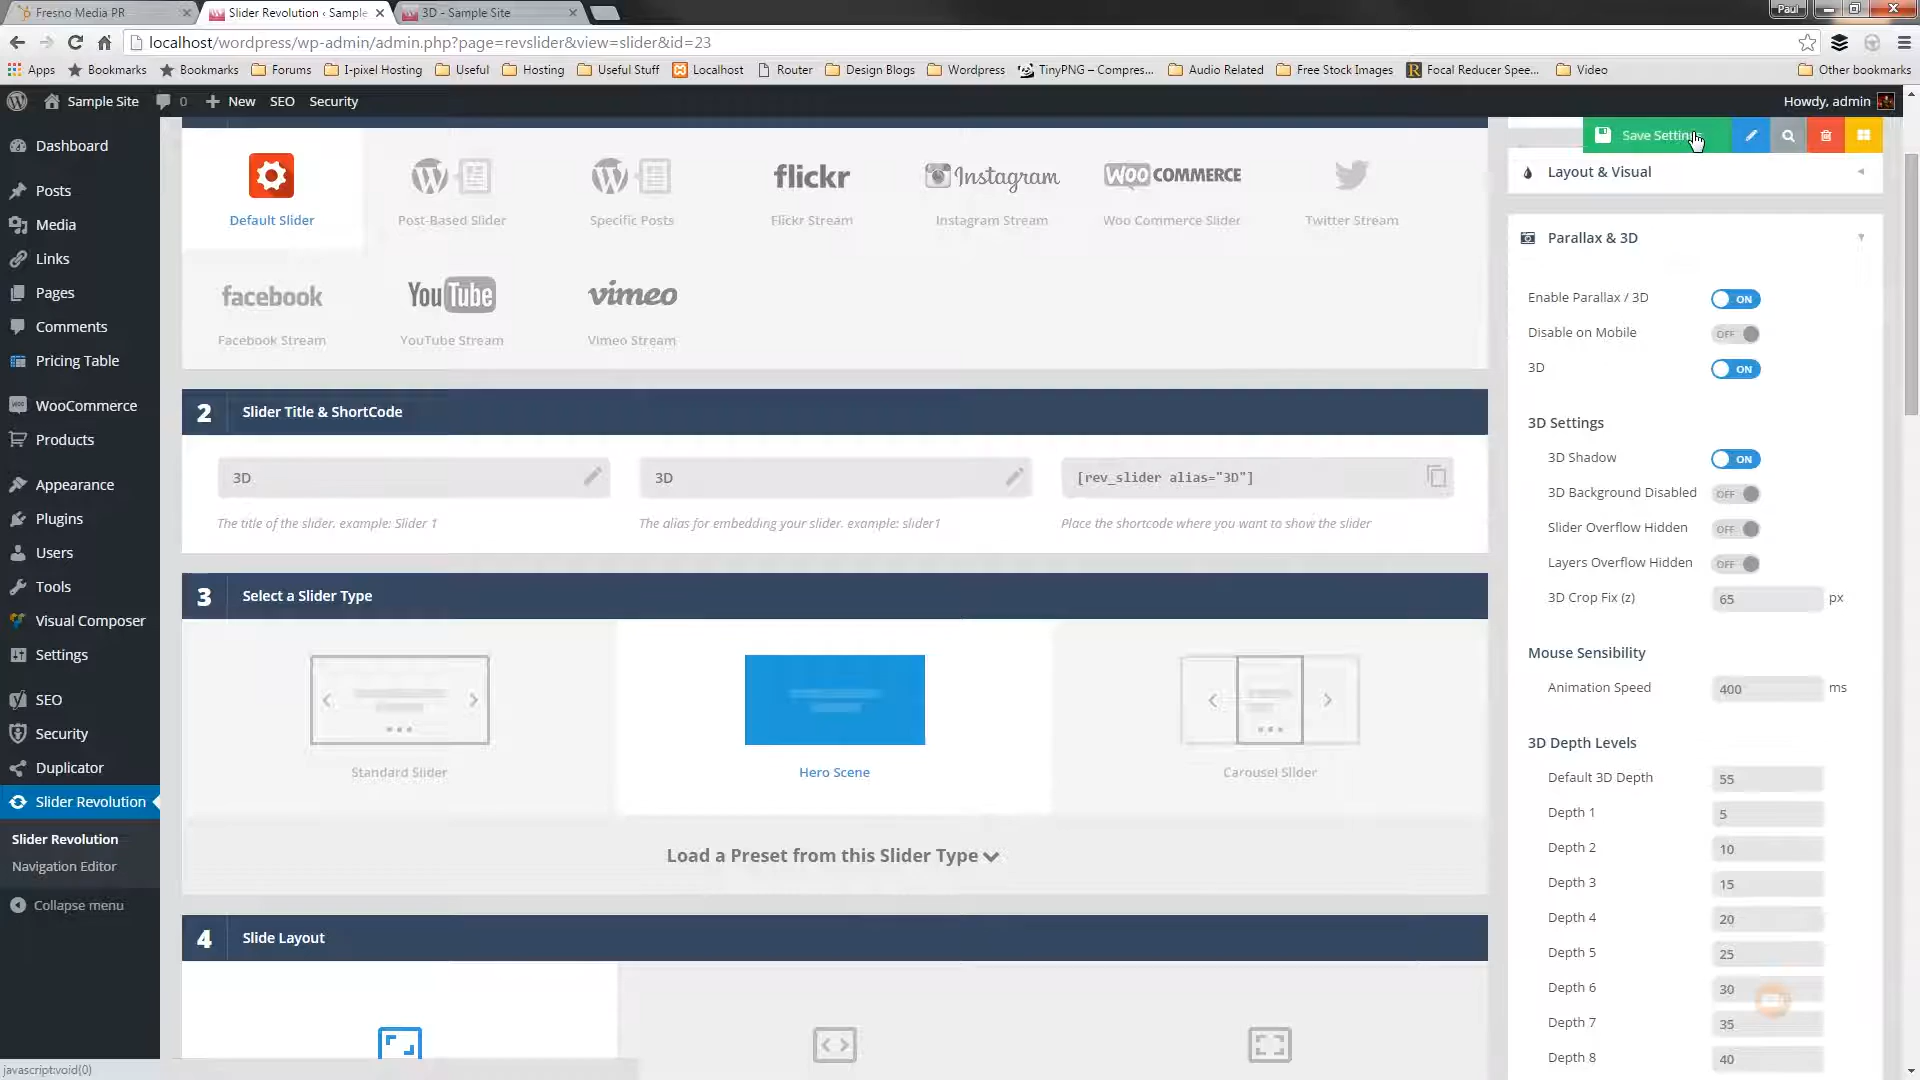 Fresno Media PR
Slider Revolution ‹ Sample
3D - Sample Site
Paul
localhost/wordpress/wp-admin/admin.php?page=revslider&view=slider&id=23
Apps
Bookmarks
Bookmarks
Forums
I-pixel Hosting
Useful
Hosting
Useful Stuff
Localhost
Router
Design Blogs
Wordpress
TinyPNG – Compres...
Audio Related
Free Stock Images
Focal Reducer Spee...
Video
Other bookmarks
Sample Site
0
New
SEO
Security
Howdy, admin
Dashboard
Posts
Media
Links
Pages
Comments
Pricing Table
WooCommerce
Products
Appearance
Plugins
Users
Tools
Visual Composer
Settings
SEO
Security
Duplicator
Slider Revolution
Slider Revolution
Navigation Editor
Collapse menu
javascript:void(0)
Default Slider
Post-Based Slider
Specific Posts
flickr
Flickr Stream
Instagram
Instagram Stream
WOO COMMERCE
Woo Commerce Slider
Twitter Stream
facebook
Facebook Stream
YouTube
YouTube Stream
vimeo
Vimeo Stream
2 Slider Title & ShortCode
3D
3D
[rev_slider alias="3D"]
The title of the slider. example: Slider 1
The alias for embedding your slider. example: slider1
Place the shortcode where you want to show the slider
3 Select a Slider Type
Standard Slider
Hero Scene
Carousel Slider
Load a Preset from this Slider Type
4 Slide Layout
Save Settings
Layout & Visual
Parallax & 3D
Enable Parallax / 3D ON
Disable on Mobile OFF
3D ON
3D Settings
3D Shadow ON
3D Background Disabled OFF
Slider Overflow Hidden OFF
Layers Overflow Hidden OFF
3D Crop Fix (z) 65 px
Mouse Sensibility
Animation Speed 400 ms
3D Depth Levels
Default 3D Depth 55
Depth 1 5
Depth 2 10
Depth 3 15
Depth 4 20
Depth 5 25
Depth 6 30
Depth 7 35
Depth 8 40